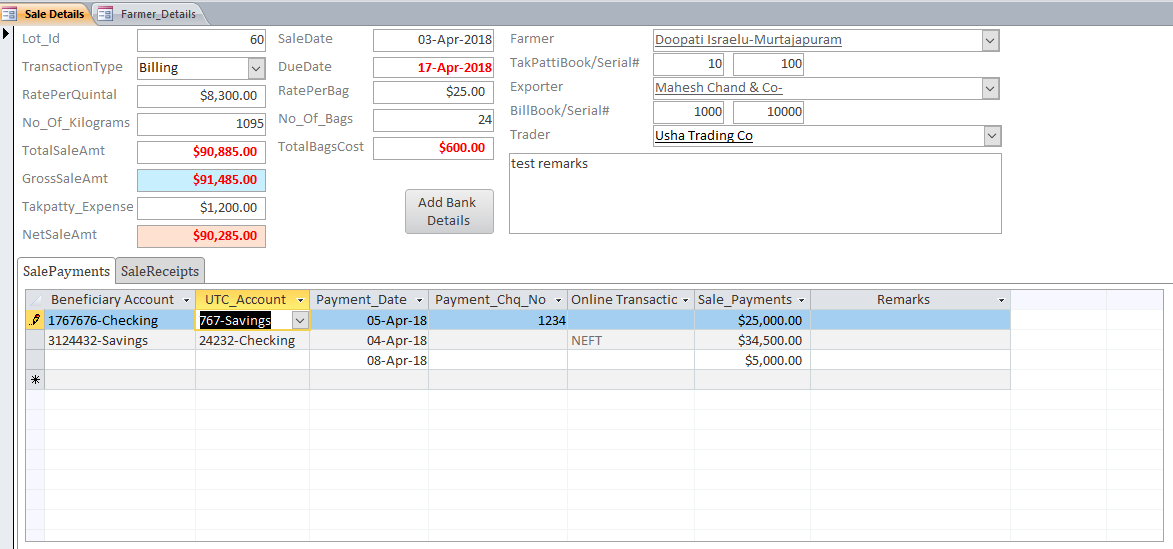 Sale Details Farmer_Details
Lot_Id 60 SaleDate 03-Apr-2018 Farmer Doopati Israelu-Murtajapuram
TransactionType Billing DueDate 17-Apr-2018 TakPattiBook/Serial# 10 100
RatePerQuintal $8,300.00 RatePerBag $25.00 Exporter Mahesh Chand & Co-
No_Of_Kilograms 1095 No_Of_Bags 24 BillBook/Serial# 1000 10000
TotalSaleAmt $90,885.00 TotalBagsCost $600.00 Trader Usha Trading Co
GrossSaleAmt $91,485.00 test remarks
Takpatty_Expense $1,200.00 Add Bank Details
NetSaleAmt $90,285.00
SalePayments SaleReceipts
Beneficiary Account UTC_Account Payment_Date Payment_Chq_No Online Transactic Sale_Payments Remarks
1767676-Checking 767-Savings 05-Apr-18 1234 $25,000.00
3124432-Savings 24232-Checking 04-Apr-18 NEFT $34,500.00
08-Apr-18 $5,000.00